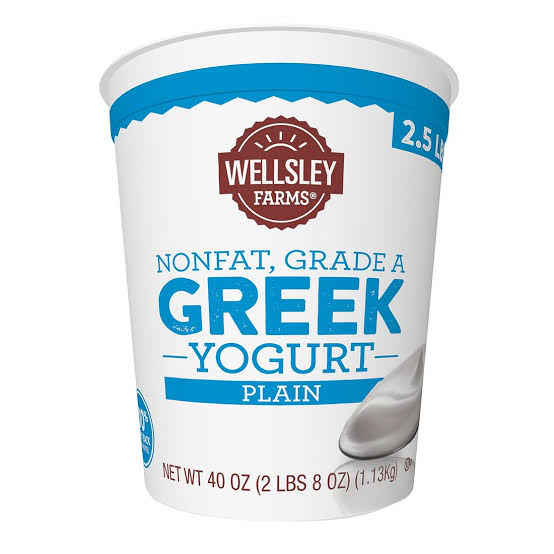 2.5 L
WELLSLEY
FARMS®
NONFAT, GRADE A
GREEK
YOGURT
PLAIN
NET WT 40 OZ (2 LBS 8 OZ) (1.13Kg)